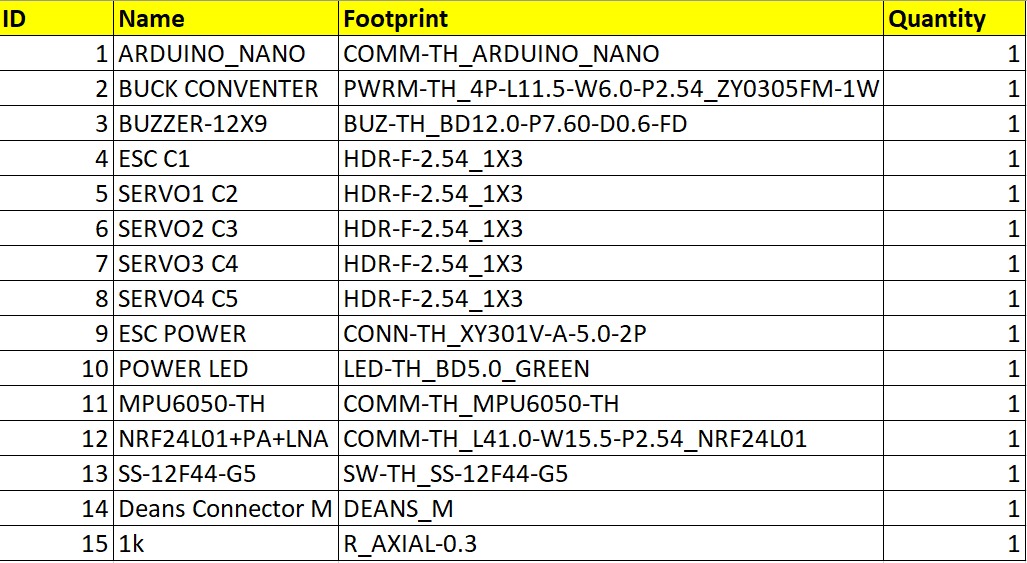 ID Name Footprint Quantity
1 ARDUINO_NANO COMM-TH_ARDUINO_NANO 1
2 BUCK CONVENTER PWRM-TH_4P-L11.5-W6.0-P2.54_ZY0305FM-1W 1
3 BUZZER-12X9 BUZ-TH_BD12.0-P7.60-D0.6-FD 1
4 ESC C1 HDR-F-2.54_1X3 1
5 SERVO1 C2 HDR-F-2.54_1X3 1
6 SERVO2 C3 HDR-F-2.54_1X3 1
7 SERVO3 C4 HDR-F-2.54_1X3 1
8 SERVO4 C5 HDR-F-2.54_1X3 1
9 ESC POWER CONN-TH_XY301V-A-5.0-2P 1
10 POWER LED LED-TH_BD5.0_GREEN 1
11 MPU6050-TH COMM-TH_MPU6050-TH 1
12 NRF24L01+PA+LNA COMM-TH_L41.0-W15.5-P2.54_NRF24L01 1
13 SS-12F44-G5 SW-TH_SS-12F44-G5 1
14 Deans Connector M DEANS_M 1
15 1k R_AXIAL-0.3 1